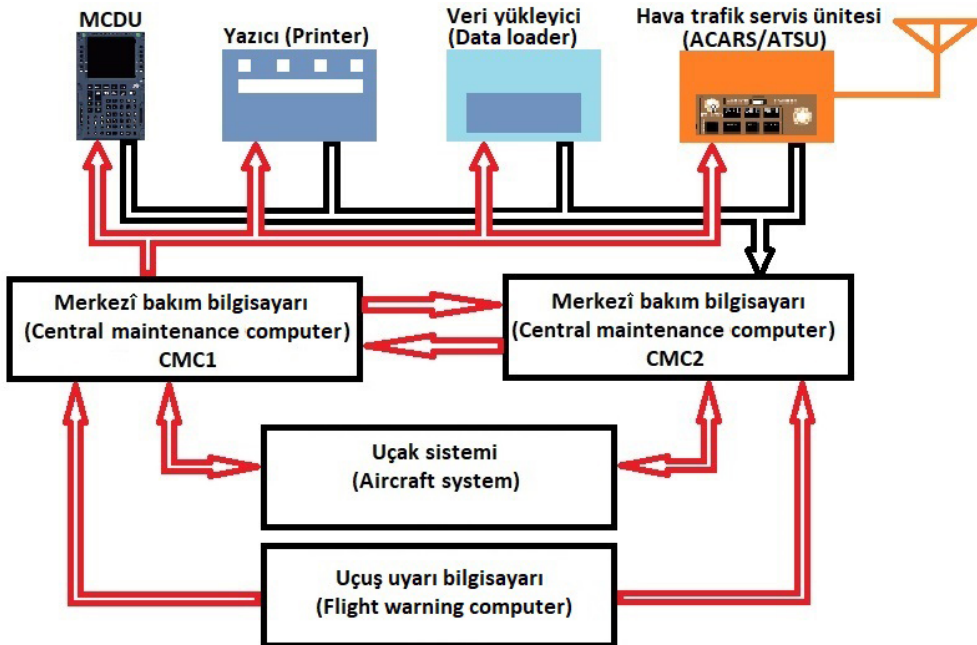 MCDU
Yazıcı (Printer)
Veri yükleyici
(Data loader)
Hava trafik servis ünitesi
(ACARS/ATSU)
Merkezî bakım bilgisayarı
(Central maintenance computer)
CMC1
Merkezî bakım bilgisayarı
(Central maintenance computer)
CMC2
Uçak sistemi
(Aircraft system)
Uçuş uyarı bilgisayarı
(Flight warning computer)